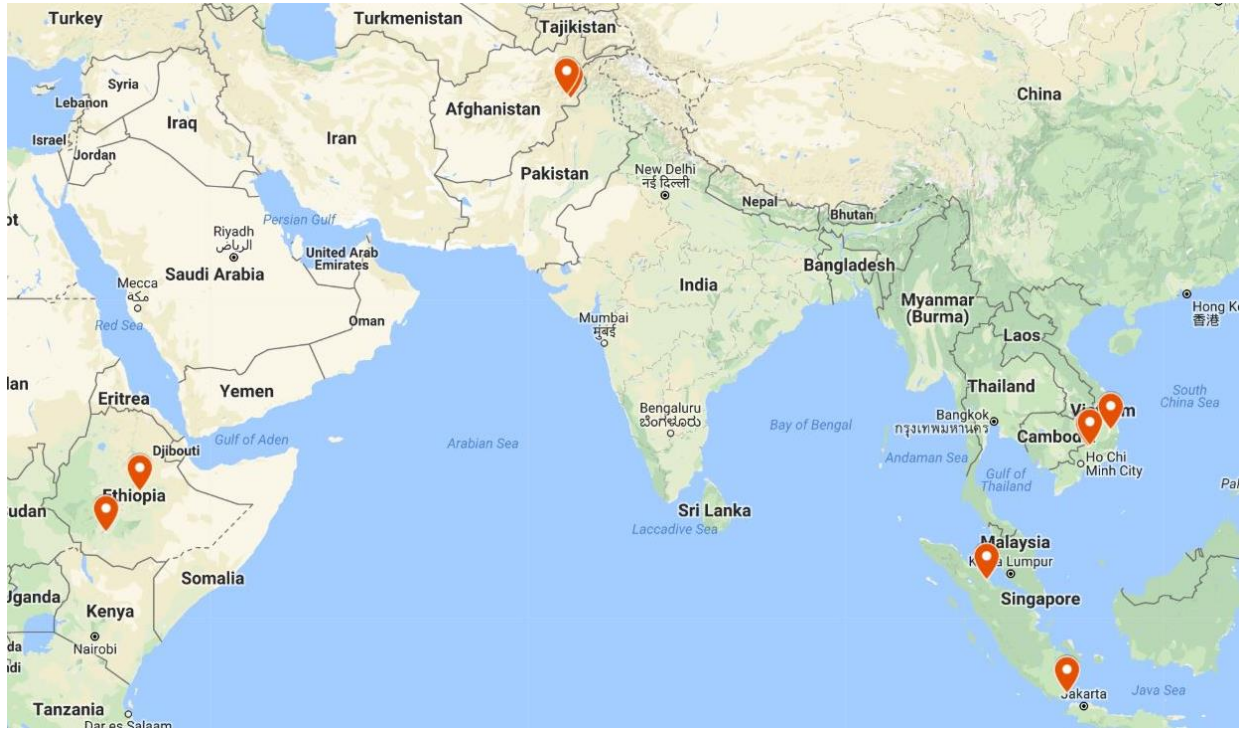 Turkey
Turkmenistan
Tajikistan
Syria
Lebanon
Afghanistan
China
Iraq
Iran
Israel
Jordan
Pakistan
New Delhi
नई दिल्ली
Nepal
Bhutan
Persian Gulf
Riyadh
الرياض
United Arab
Emirates
Bangladesh
Saudi Arabia
Mecca
مكة
India
Myanmar
(Burma)
Hong K
香港
Red Sea
Oman
Mumbai
मुंबई
Laos
Yemen
Thailand
South
China Sea
Eritrea
Bengaluru
ಬೆಂಗಳೂರು
Bangkok
กรุงเทพมหานคร
Gulf of Aden
Arabian Sea
Bay of Bengal
Djibouti
Andaman Sea
Ho Chi
Minh City
Gulf of
Thailand
Ethiopia
Sri Lanka
Laccadive Sea
Malaysia
Lumpur
Somalia
Singapore
Kenya
Nairobi
Java Sea
Jakarta
Tanzania
Dar es Salaam